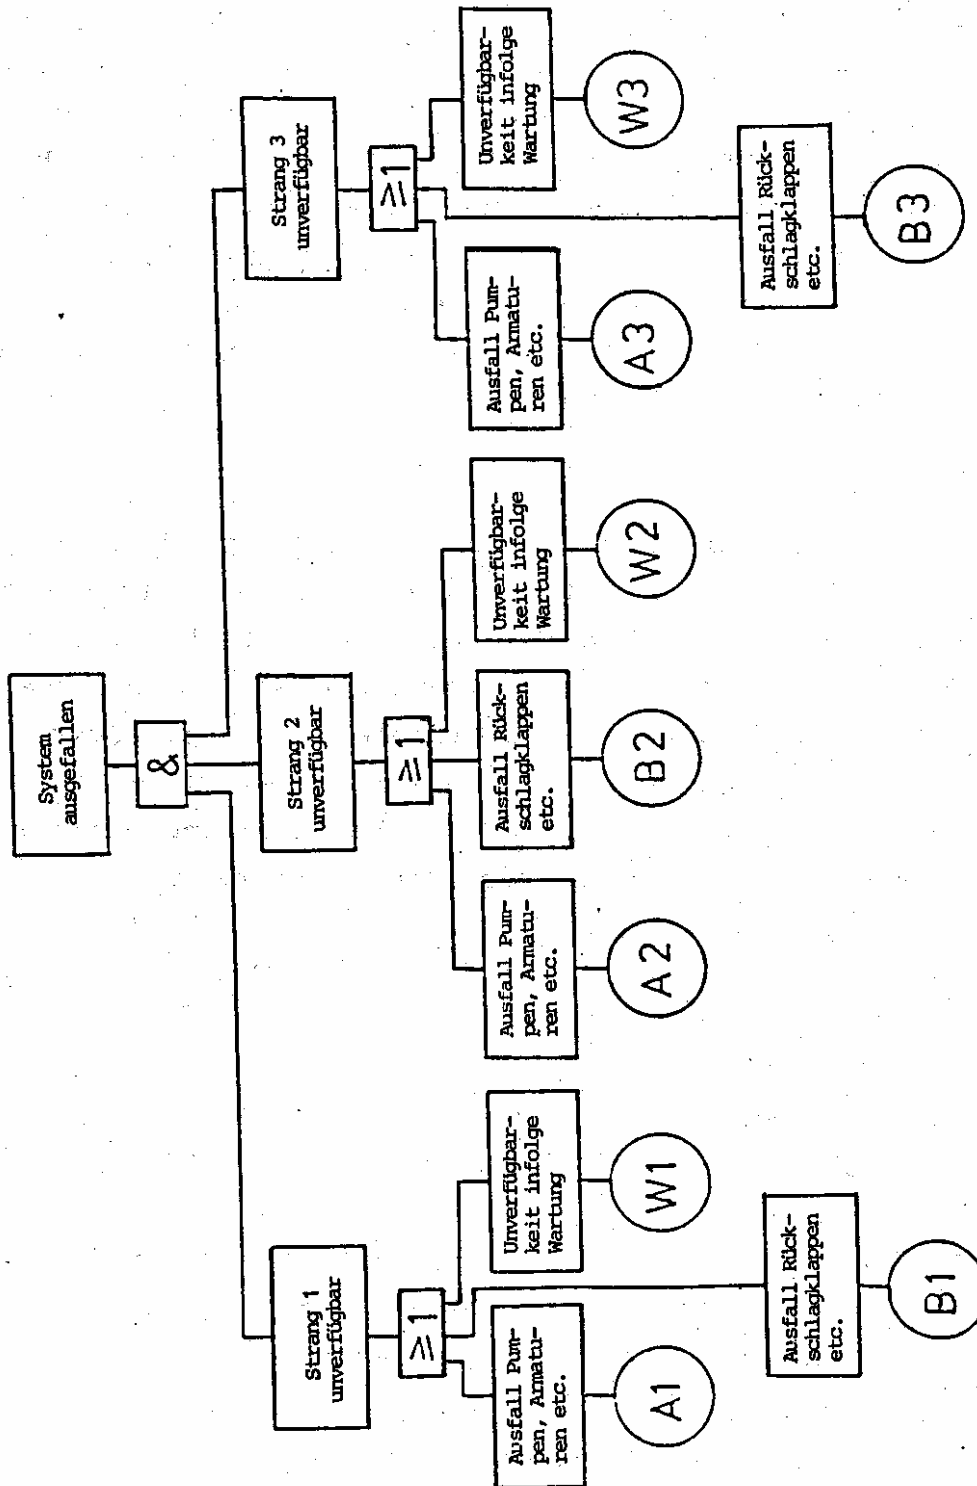 System
ausgefallen
&
Strang 1
unverfügbar
Strang 2
unverfügbar
Strang 3
unverfügbar
≥1
≥1
≥1
Ausfall Pum-
pen, Armatu-
ren etc.
A1
Ausfall Rück-
schlagklappen
etc.
B1
Unverfügbar-
keit infolge
Wartung
W1
Ausfall Pum-
pen, Armatu-
ren etc.
A2
Ausfall Rück-
schlagklappen
etc.
B2
Unverfügbar-
keit infolge
Wartung
W2
Ausfall Pum-
pen, Armatu-
ren etc.
A3
Ausfall Rück-
schlagklappen
etc.
B3
Unverfügbar-
keit infolge
Wartung
W3